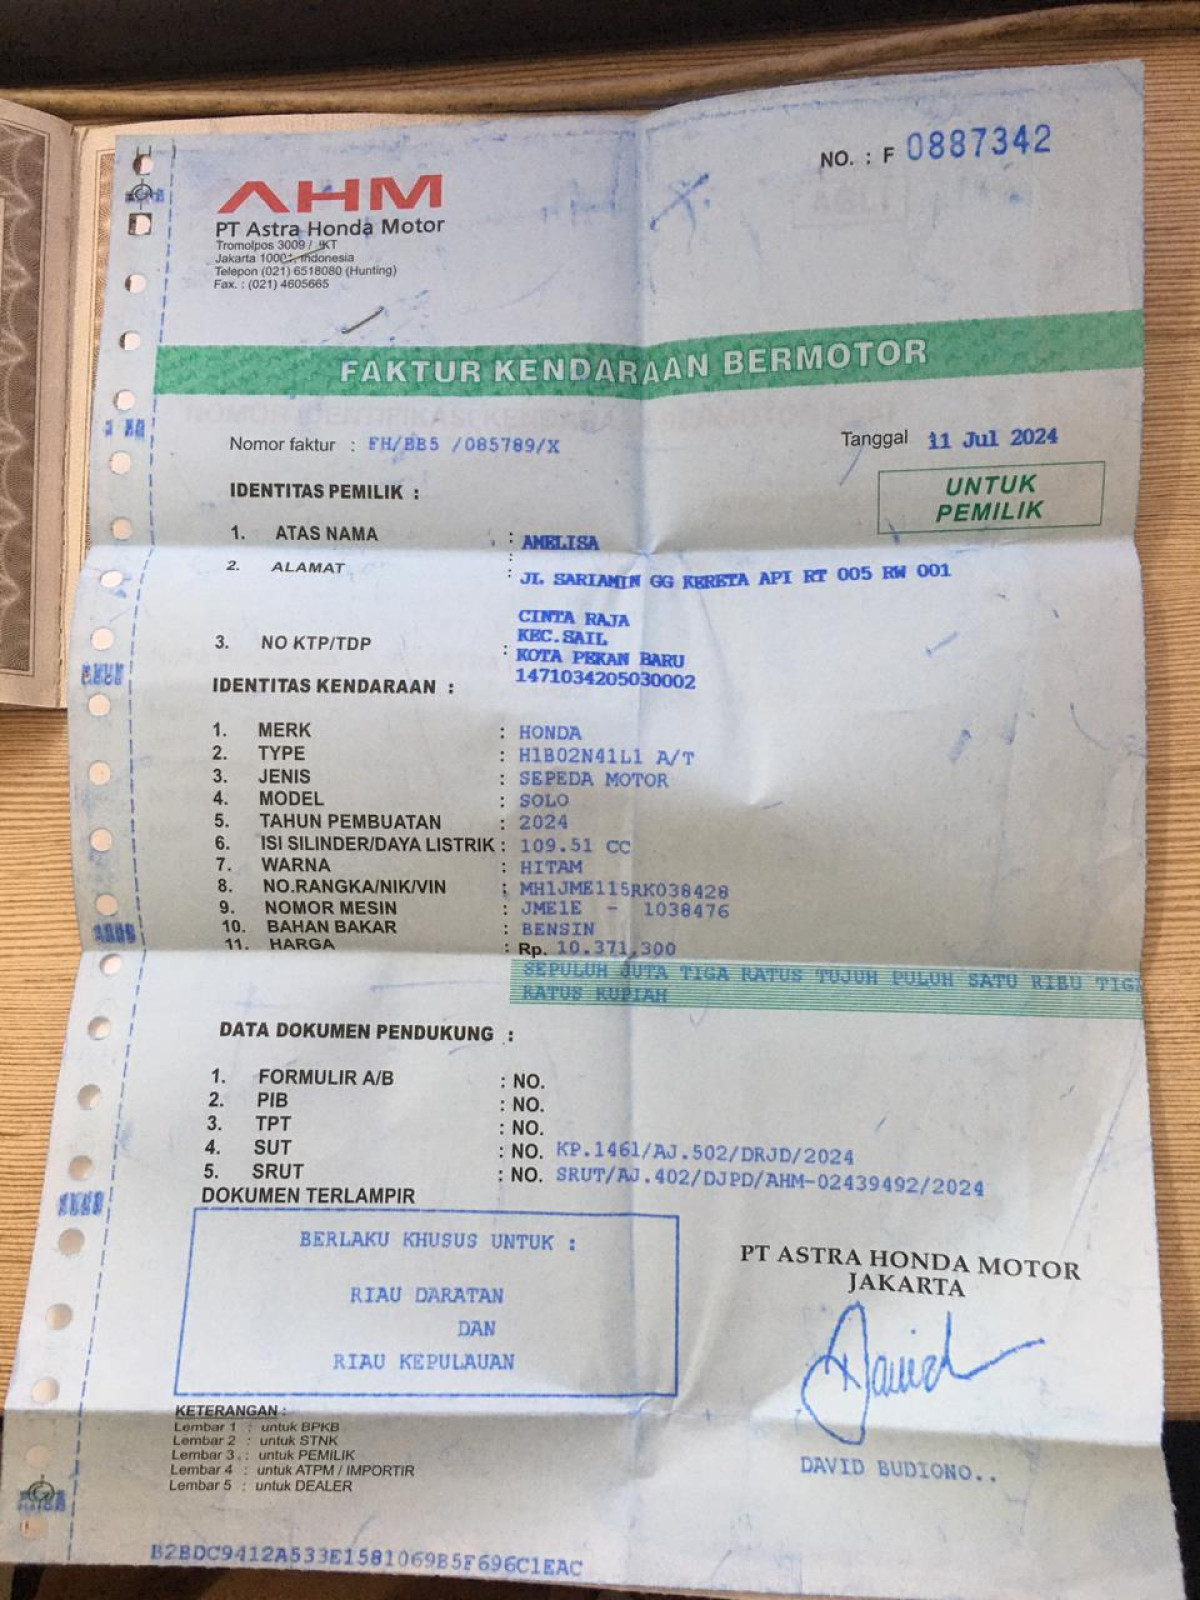 NO. : F 0887342
AHM
PT Astra Honda Motor
Tromolpos 3009 / JKT
Jakarta 10001, Indonesia
Telepon (021) 6518080 (Hunting)
Fax. : (021) 4605665
FAKTUR KENDARAAN BERMOTOR
Nomor faktur : FH/BB5 /085789/X
Tanggal 11 Jul 2024
UNTUK
PEMILIK
IDENTITAS PEMILIK :
1. ATAS NAMA : AMELISA
2. ALAMAT : JL SARIAMIN GG KERETA API RT 005 RW 001
CINTA RAJA
KEC.SAIL
KOTA PEKAN BARU
3. NO KTP/TDP : 1471034205030002
IDENTITAS KENDARAAN :
1. MERK : HONDA
2. TYPE : H1B02N41L1 A/T
3. JENIS : SEPEDA MOTOR
4. MODEL : SOLO
5. TAHUN PEMBUATAN : 2024
6. ISI SILINDER/DAYA LISTRIK : 109.51 CC
7. WARNA : HITAM
8. NO.RANGKA/NIK/VIN : MH1JME115RK038428
9. NOMOR MESIN : JME1E - 1038476
10. BAHAN BAKAR : BENSIN
11. HARGA : Rp. 10.371.300
SEPULUH JUTA TIGA RATUS TUJUH PULUH SATU RIBU TIGA
RATUS RUPIAH
DATA DOKUMEN PENDUKUNG :
1. FORMULIR A/B : NO.
2. PIB : NO.
3. TPT : NO.
4. SUT : NO. KP.1461/AJ.502/DRJD/2024
5. SRUT : NO. SRUT/AJ.402/DJPD/AHM-02439492/2024
DOKUMEN TERLAMPIR
BERLAKU KHUSUS UNTUK :
RIAU DARATAN
DAN
RIAU KEPULAUAN
PT ASTRA HONDA MOTOR
JAKARTA
David
DAVID BUDIONO..
KETERANGAN :
Lembar 1 : untuk BPKB
Lembar 2 : untuk STNK
Lembar 3 : untuk PEMILIK
Lembar 4 : untuk ATPM / IMPORTIR
Lembar 5 : untuk DEALER
B2BDC9412A533E1581069B5F696C1EAC